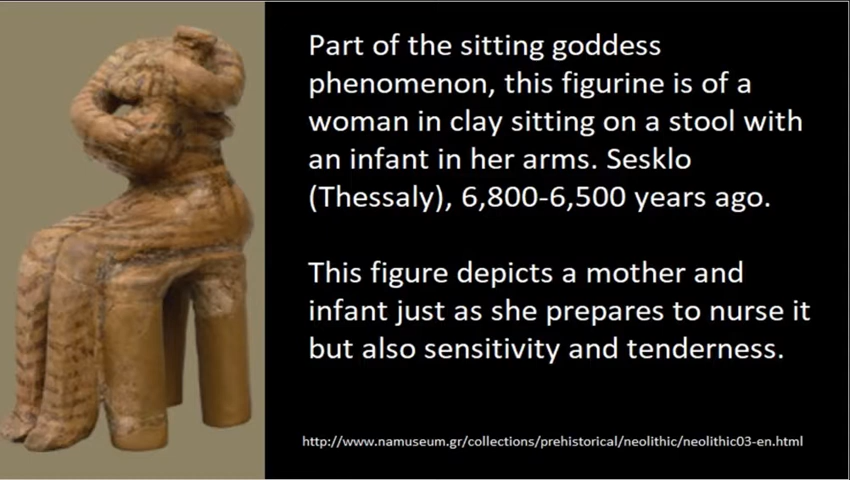 Part of the sitting goddess
phenomenon, this figurine is of a
woman in clay sitting on a stool with
an infant in her arms. Sesklo
(Thessaly), 6,800-6,500 years ago.
This figure depicts a mother and
infant just as she prepares to nurse it
but also sensitivity and tenderness.
http://www.namuseum.gr/collections/prehistorical/neolithic/neolithic03-en.html